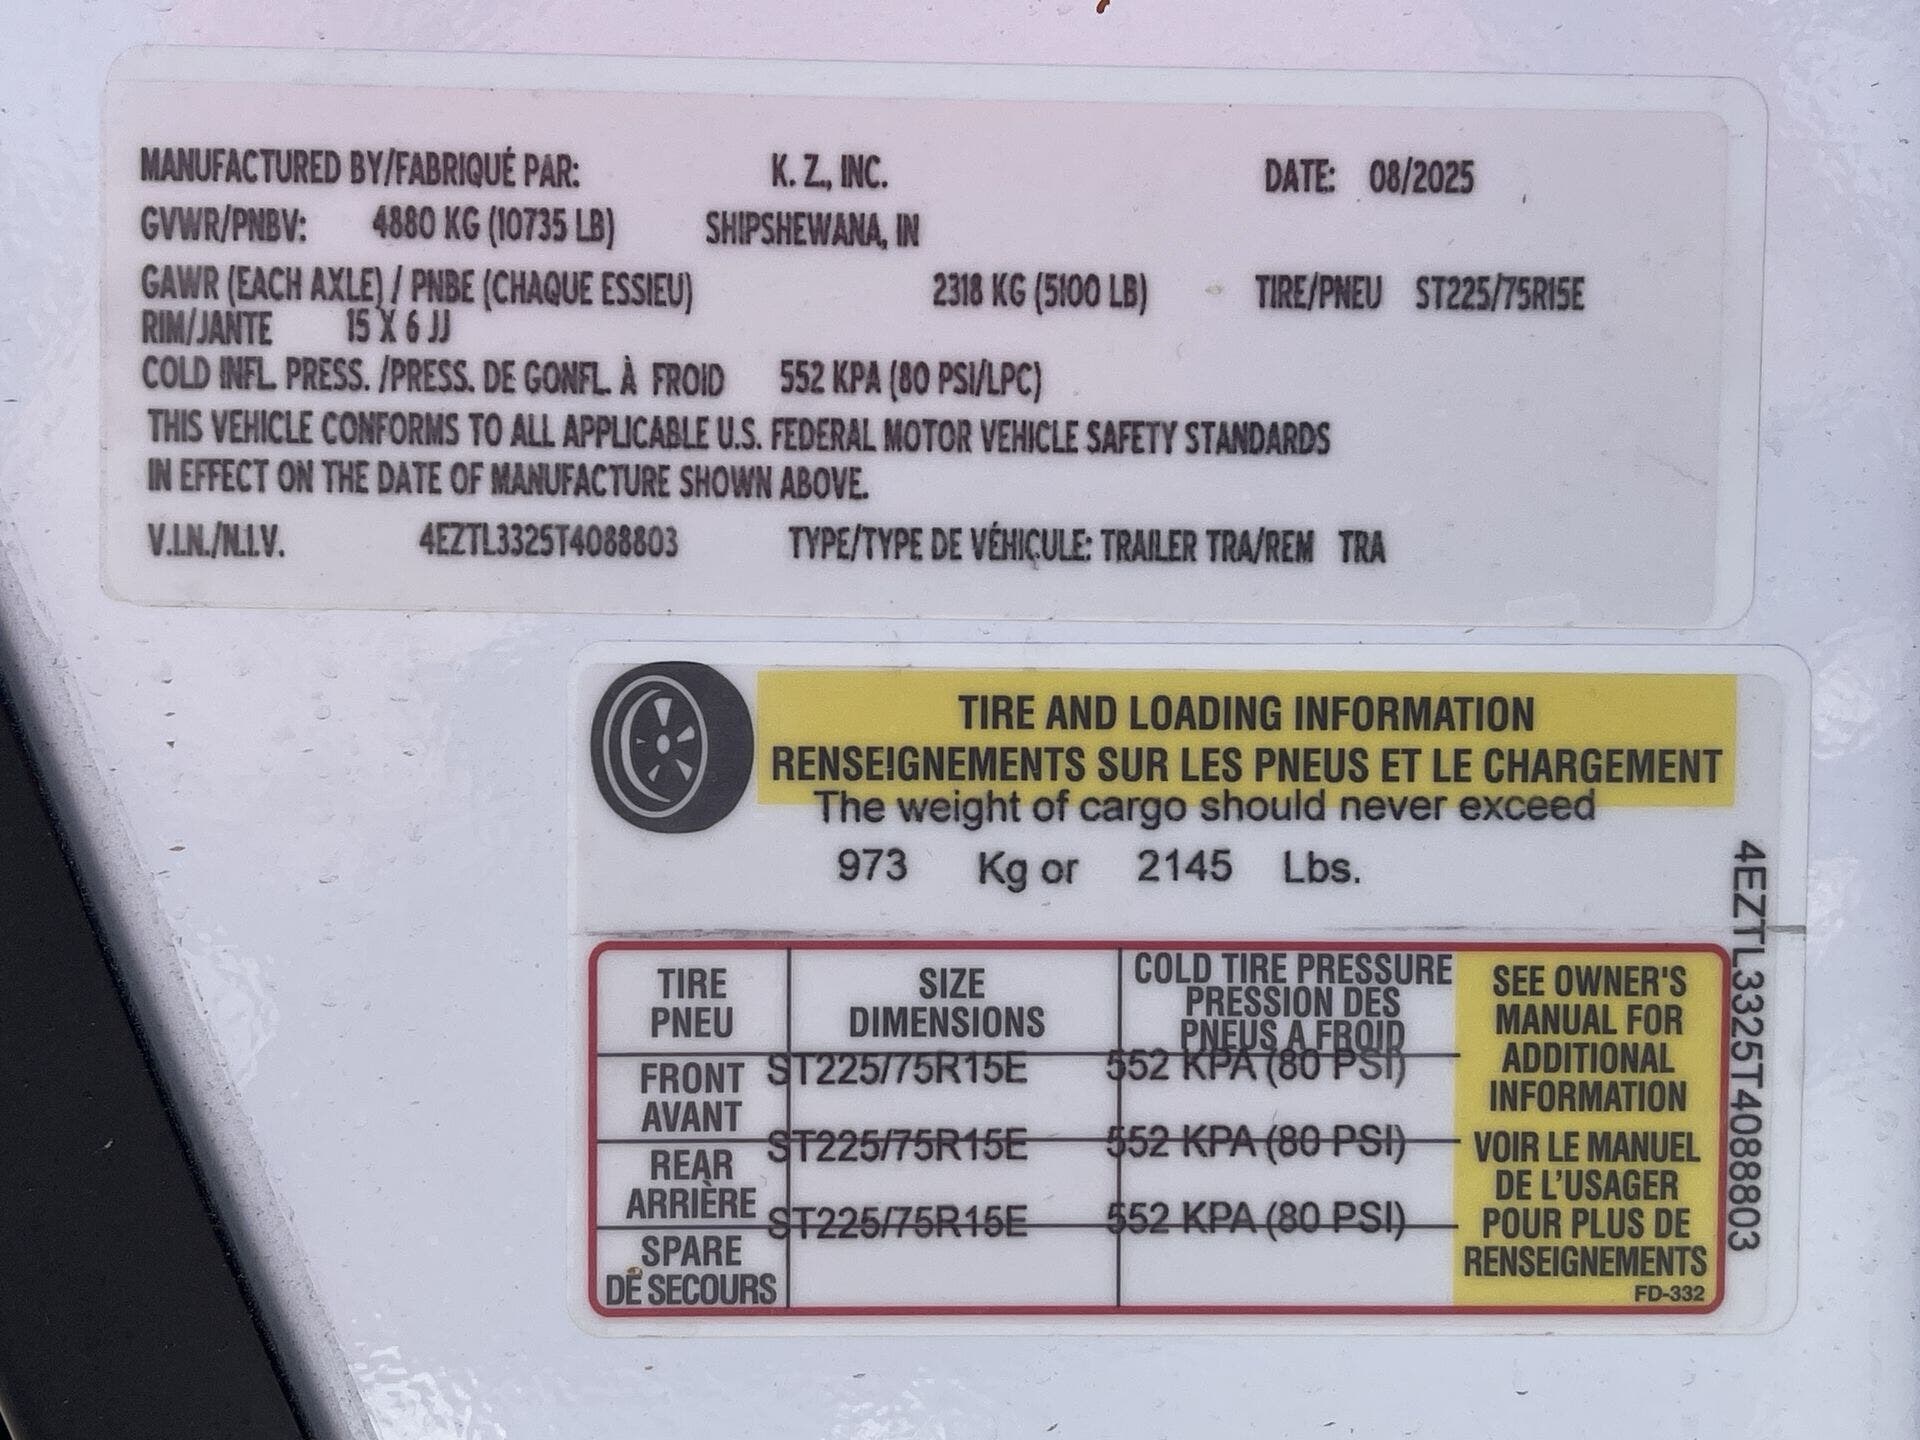 MANUFACTURED BY/FABRIQUÉ PAR: K. Z., INC. DATE: 08/2025
GVWR/PNBV: 4880 KG (10735 LB) SHIPSHEWANA, IN
GAWR (EACH AXLE) / PNBE (CHAQUE ESSIEU) 2318 KG (5100 LB) TIRE/PNEU ST225/75R15E
RIM/JANTE 15 X 6 JJ
COLD INFL. PRESS. /PRESS. DE GONFL. À FROID 552 KPA (80 PSI/LPC)
THIS VEHICLE CONFORMS TO ALL APPLICABLE U.S. FEDERAL MOTOR VEHICLE SAFETY STANDARDS
IN EFFECT ON THE DATE OF MANUFACTURE SHOWN ABOVE.
V.I.N./N.I.V. 4EZTL3325T4088803 TYPE/TYPE DE VÉHICULE: TRAILER TRA/REM TRA
TIRE AND LOADING INFORMATION
RENSEIGNEMENTS SUR LES PNEUS ET LE CHARGEMENT
The weight of cargo should never exceed
973 Kg or 2145 Lbs.
TIRE
PNEU
SIZE
DIMENSIONS
COLD TIRE PRESSURE
PRESSION DES
PNEUS A FROID
FRONT
AVANT
ST225/75R15E 552 KPA (80 PSI)
REAR
ARRIÈRE
ST225/75R15E 552 KPA (80 PSI)
SPARE
DE SECOURS
ST225/75R15E 552 KPA (80 PSI)
SEE OWNER'S
MANUAL FOR
ADDITIONAL
INFORMATION
VOIR LE MANUEL
DE L'USAGER
POUR PLUS DE
RENSEIGNEMENTS
FD-332
4EZTL3325T4088803